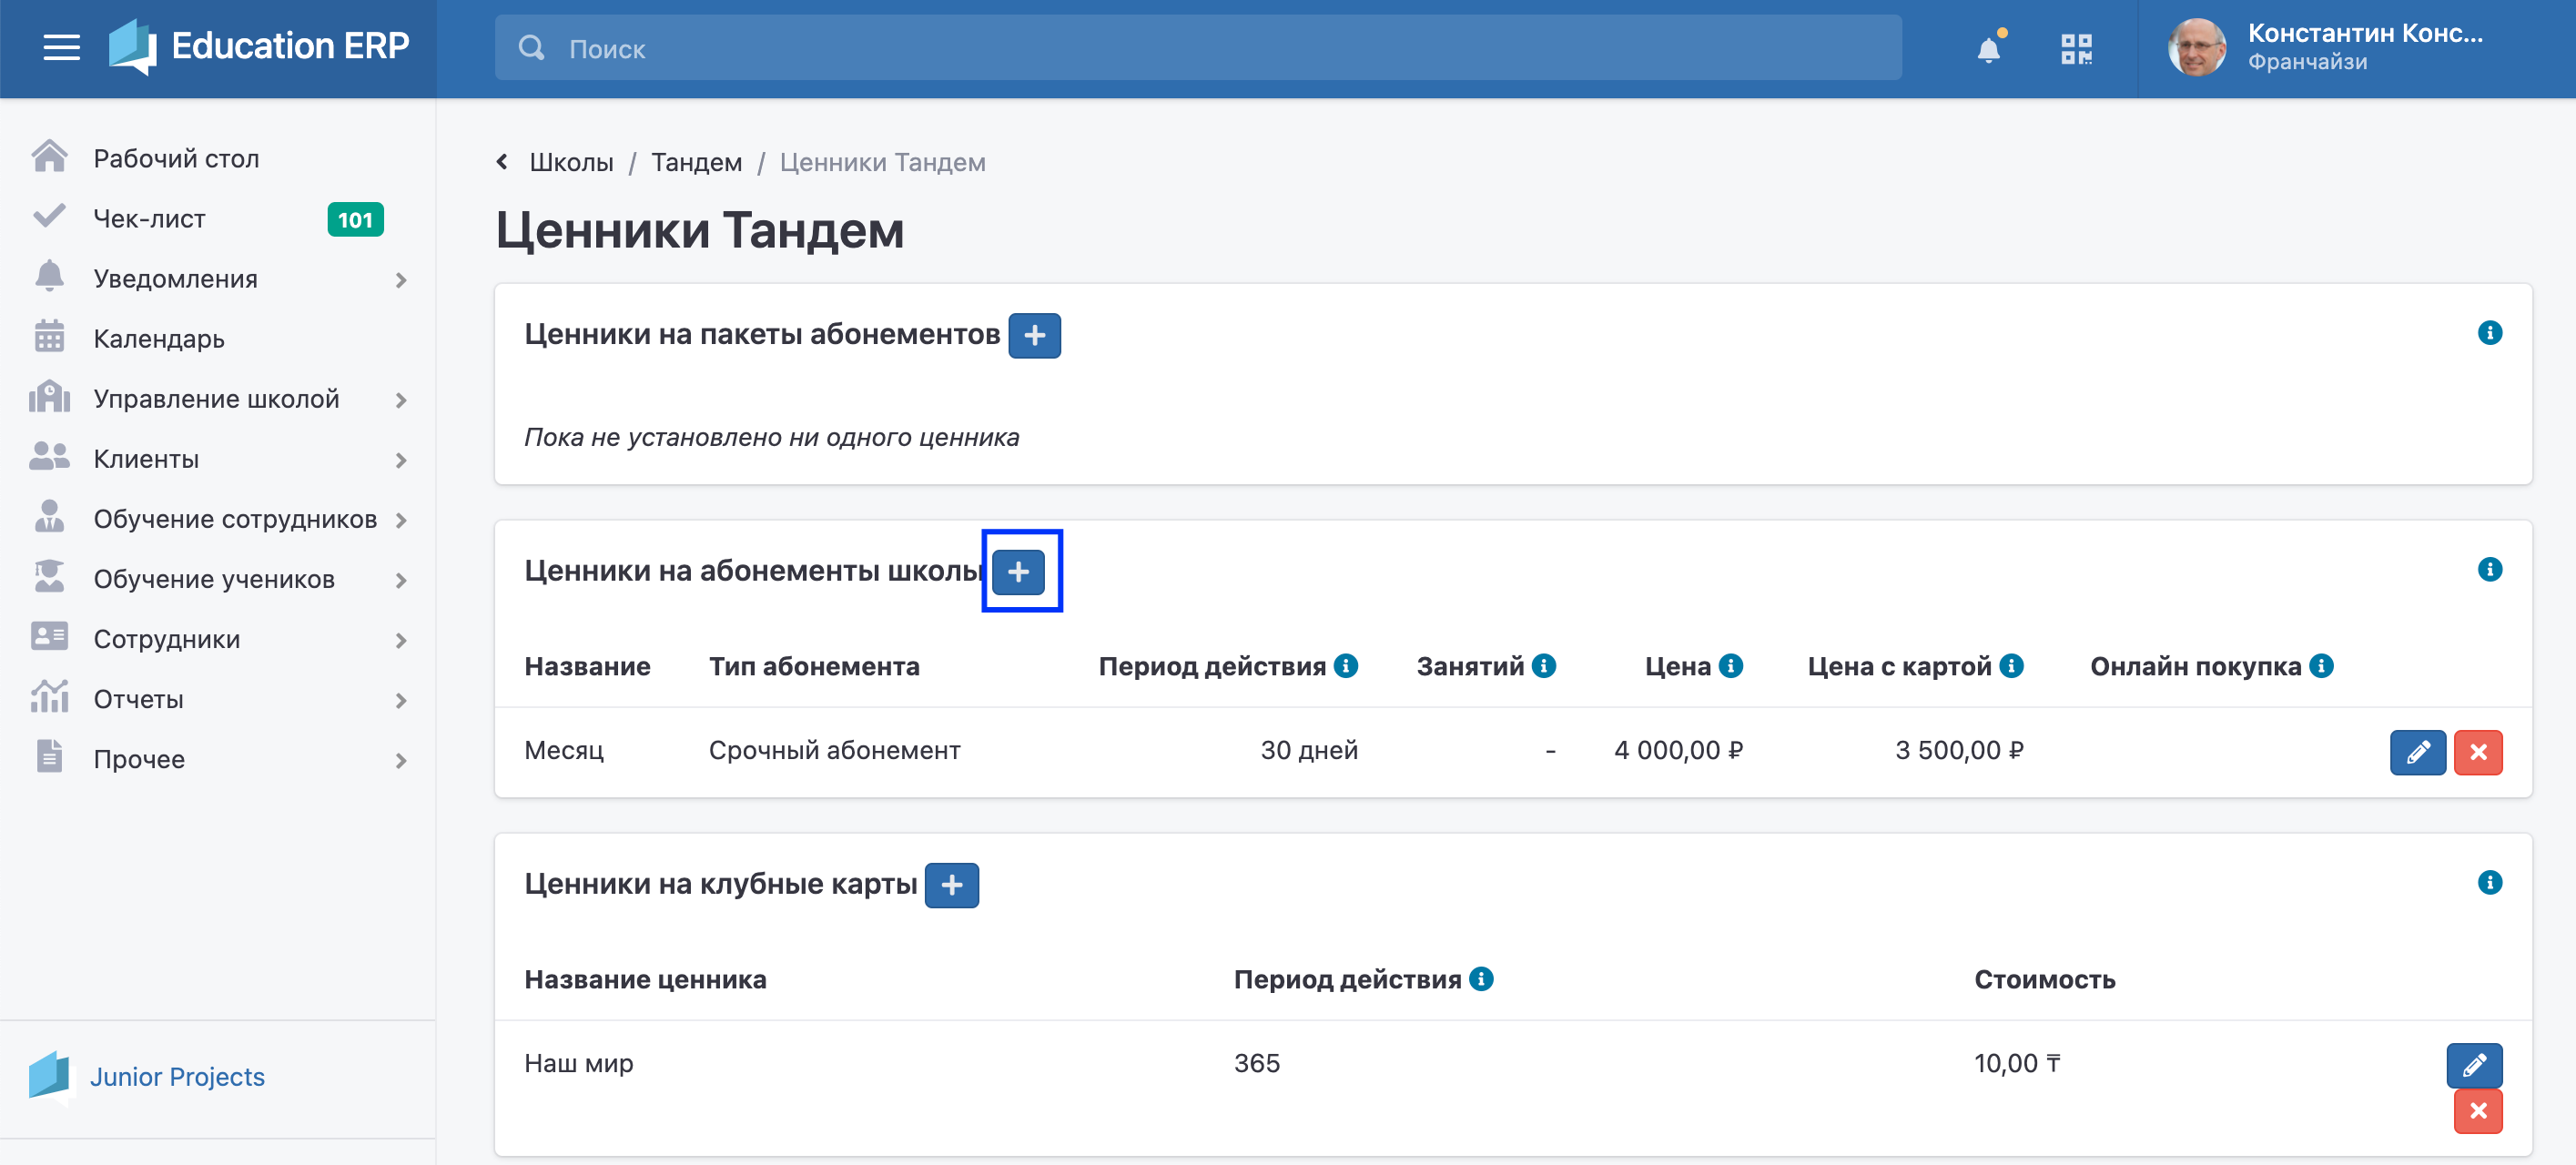 Education ERP
Поиск
Константин Конс...
Франчайзи
Рабочий стол
Чек-лист 101
Уведомления
Календарь
Управление школой
Клиенты
Обучение сотрудников
Обучение учеников
Сотрудники
Отчеты
Прочее
Junior Projects
Школы / Тандем / Ценники Тандем
Ценники Тандем
Ценники на пакеты абонементов +
Пока не установлено ни одного ценника
Ценники на абонементы школы +
Название Тип абонемента Период действия Занятий Цена Цена с картой Онлайн покупка
Месяц Срочный абонемент 30 дней - 4 000,00 ₽ 3 500,00 ₽
Ценники на клубные карты +
Название ценника Период действия Стоимость
Наш мир 365 10,00 ₸